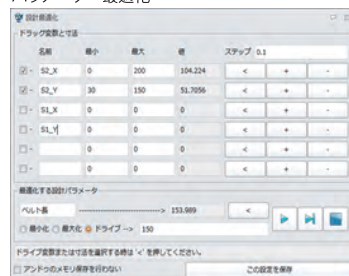 パラメーター最適化
設計最適化
ドラッグ変数と寸法
名前 最小 最大 値 ステップ 0.1
S2_X 0 200 104.224 < + -
S2_Y 30 150 51.7056 < + -
S1_X 0 0 0 < + -
S1_Y 0 0 0 < + -
0 0 0 < + -
最適化する設計パラメータ
ベルト長 --------------------> 153.989 <
最小化 最大化 ドライブ --> 150
ドライブ変数または寸法を選択する時は '<' を押してください。
アンドゥのメモリ保存を行わない この設定を保存